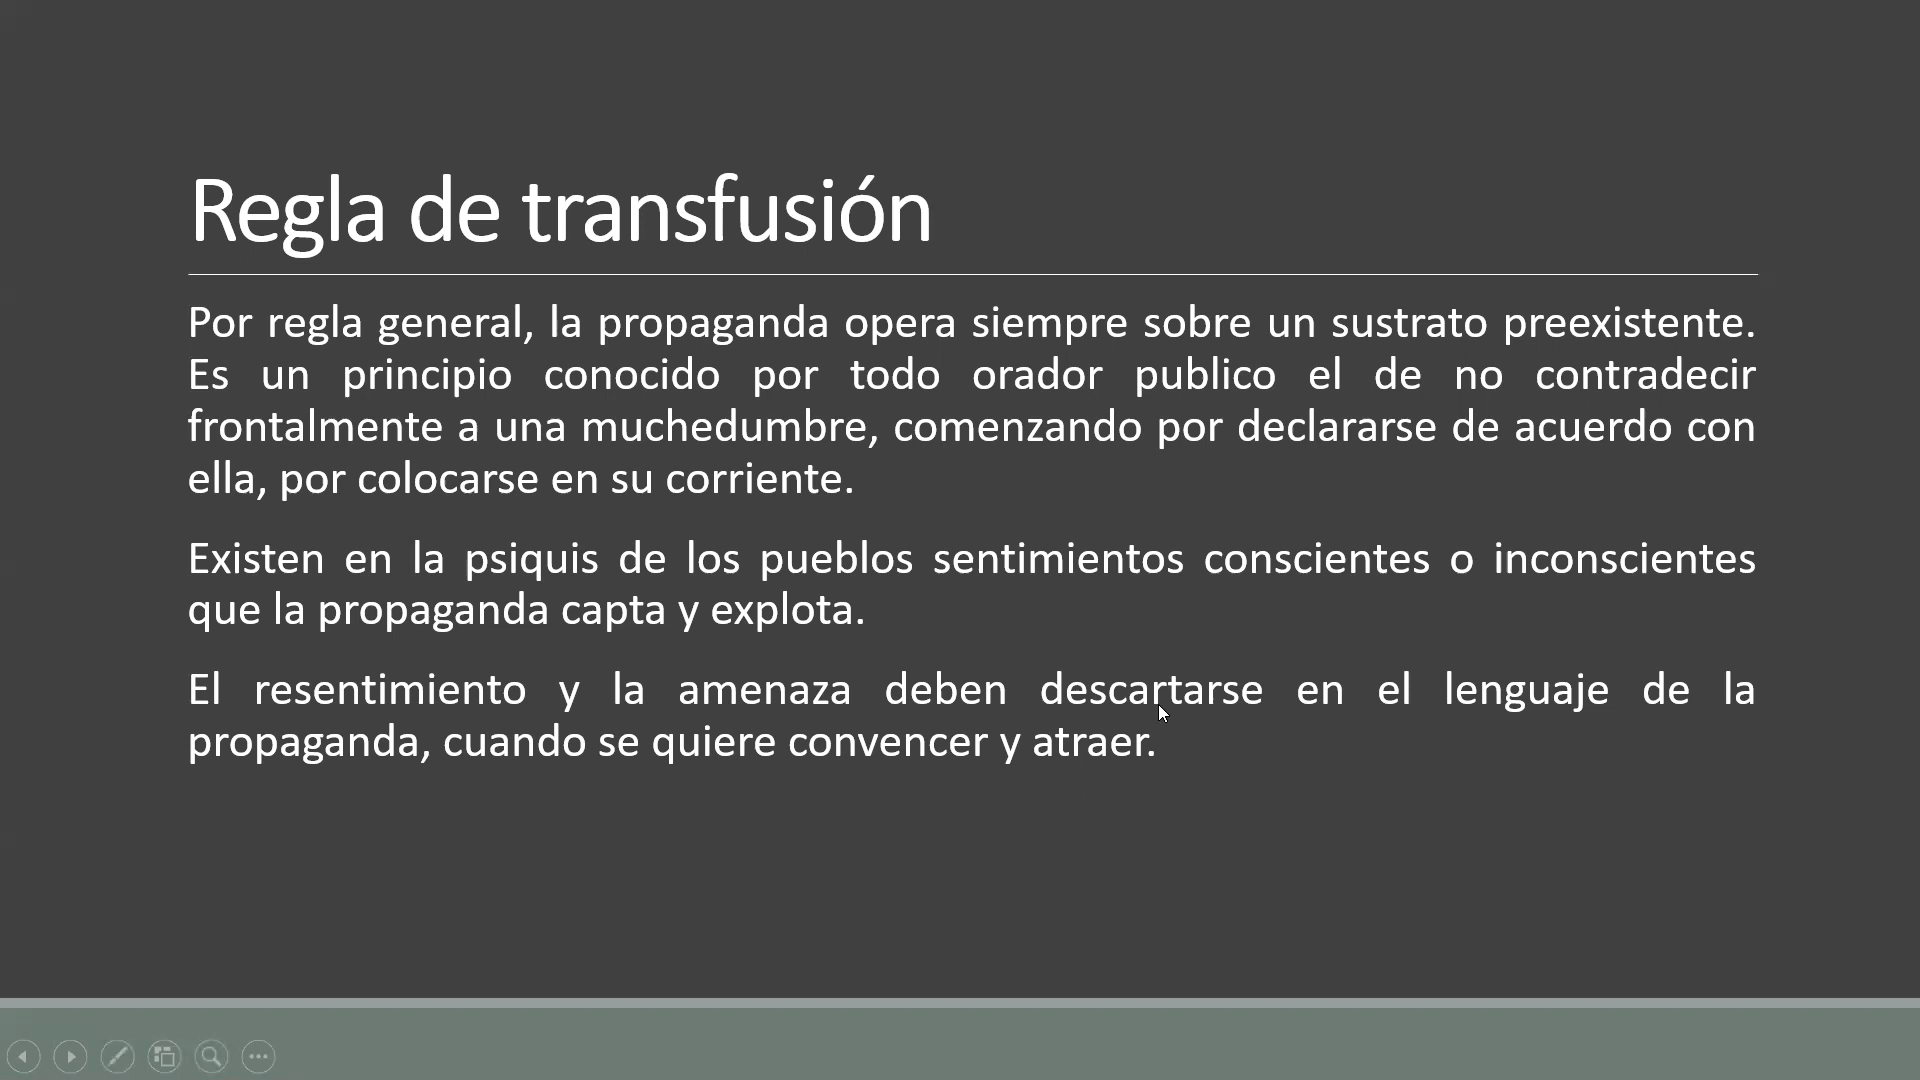 Regla de transfusión
Por regla general, la propaganda opera siempre sobre un sustrato preexistente.
Es un principio conocido por todo orador publico el de no contradecir
frontalmente a una muchedumbre, comenzando por declararse de acuerdo con
ella, por colocarse en su corriente.
Existen en la psiquis de los pueblos sentimientos conscientes o inconscientes
que la propaganda capta y explota.
El resentimiento y la amenaza deben descartarse en el lenguaje de la
propaganda, cuando se quiere convencer y atraer.